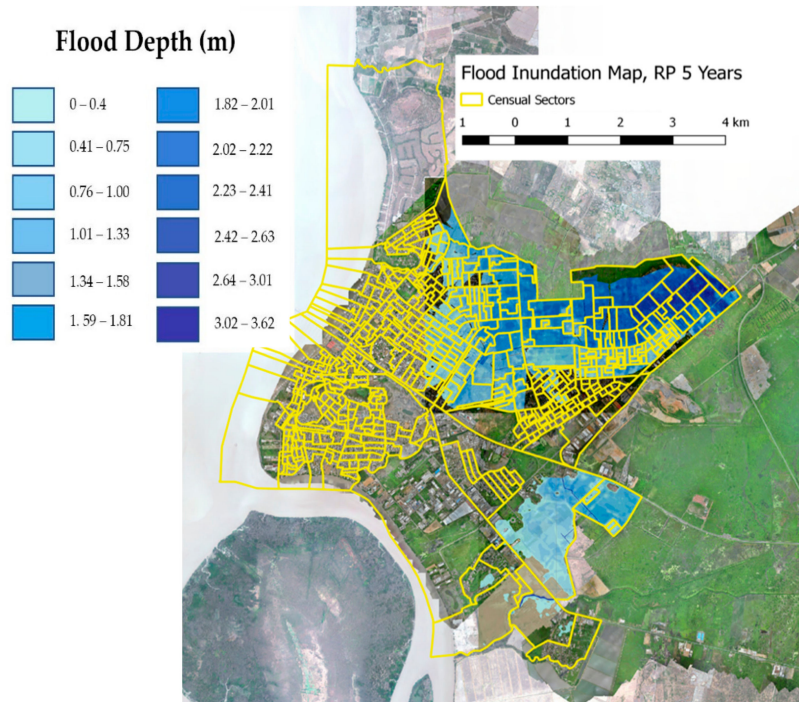 Flood Depth (m)
0 – 0.4
0.41 – 0.75
0.76 – 1.00
1.01 – 1.33
1.34 – 1.58
1. 59 – 1.81
1.82 – 2.01
2.02 – 2.22
2.23 – 2.41
2.42 – 2.63
2.64 – 3.01
3.02 – 3.62
Flood Inundation Map, RP 5 Years
Censual Sectors
1 0 1 2 3 4 km